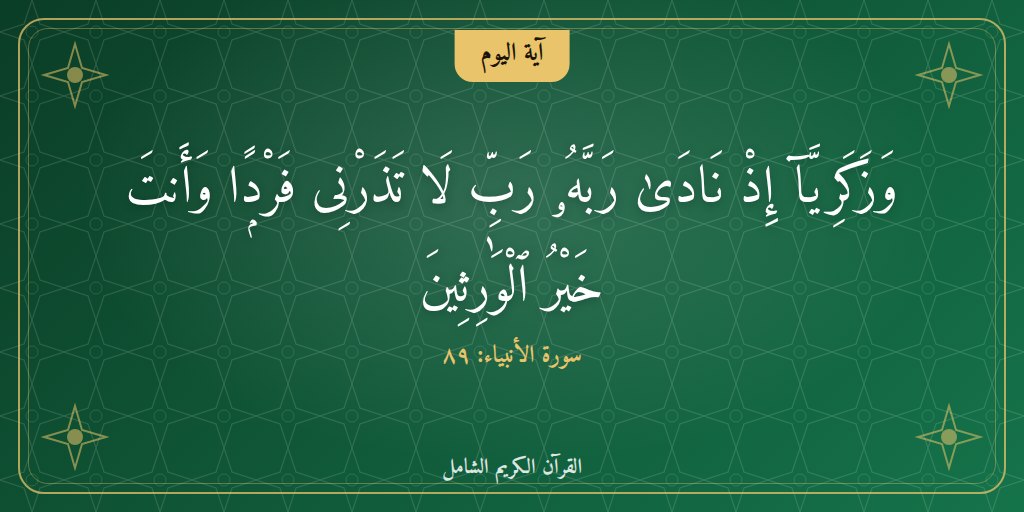 آية اليوم
وَزَكَرِيَّآ إِذْ نَادَىٰ رَبَّهُۥ رَبِّ لَا تَذَرْنِى فَرْدًۭا وَأَنتَ
خَيْرُ ٱلْوَٰرِثِينَ
سورة الأنبياء: ٨٩
القرآن الكريم الشامل